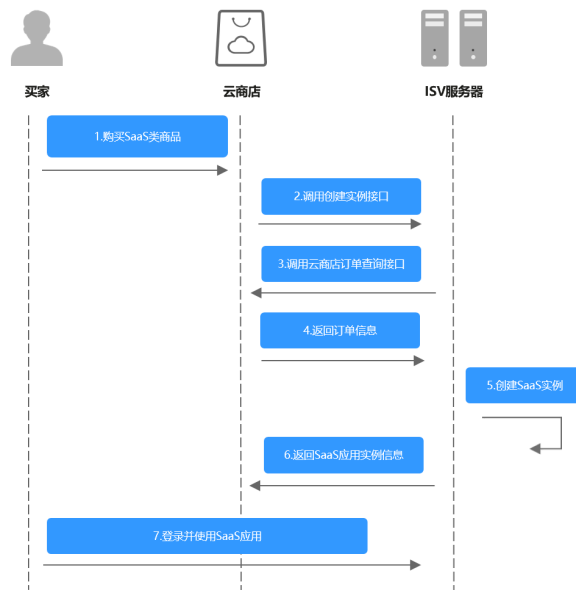 买家
云商店
ISV服务器
1.购买SaaS类商品
2.调用创建实例接口
3.调用云商店订单查询接口
4.返回订单信息
5.创建SaaS实例
6.返回SaaS应用实例信息
7.登录并使用SaaS应用